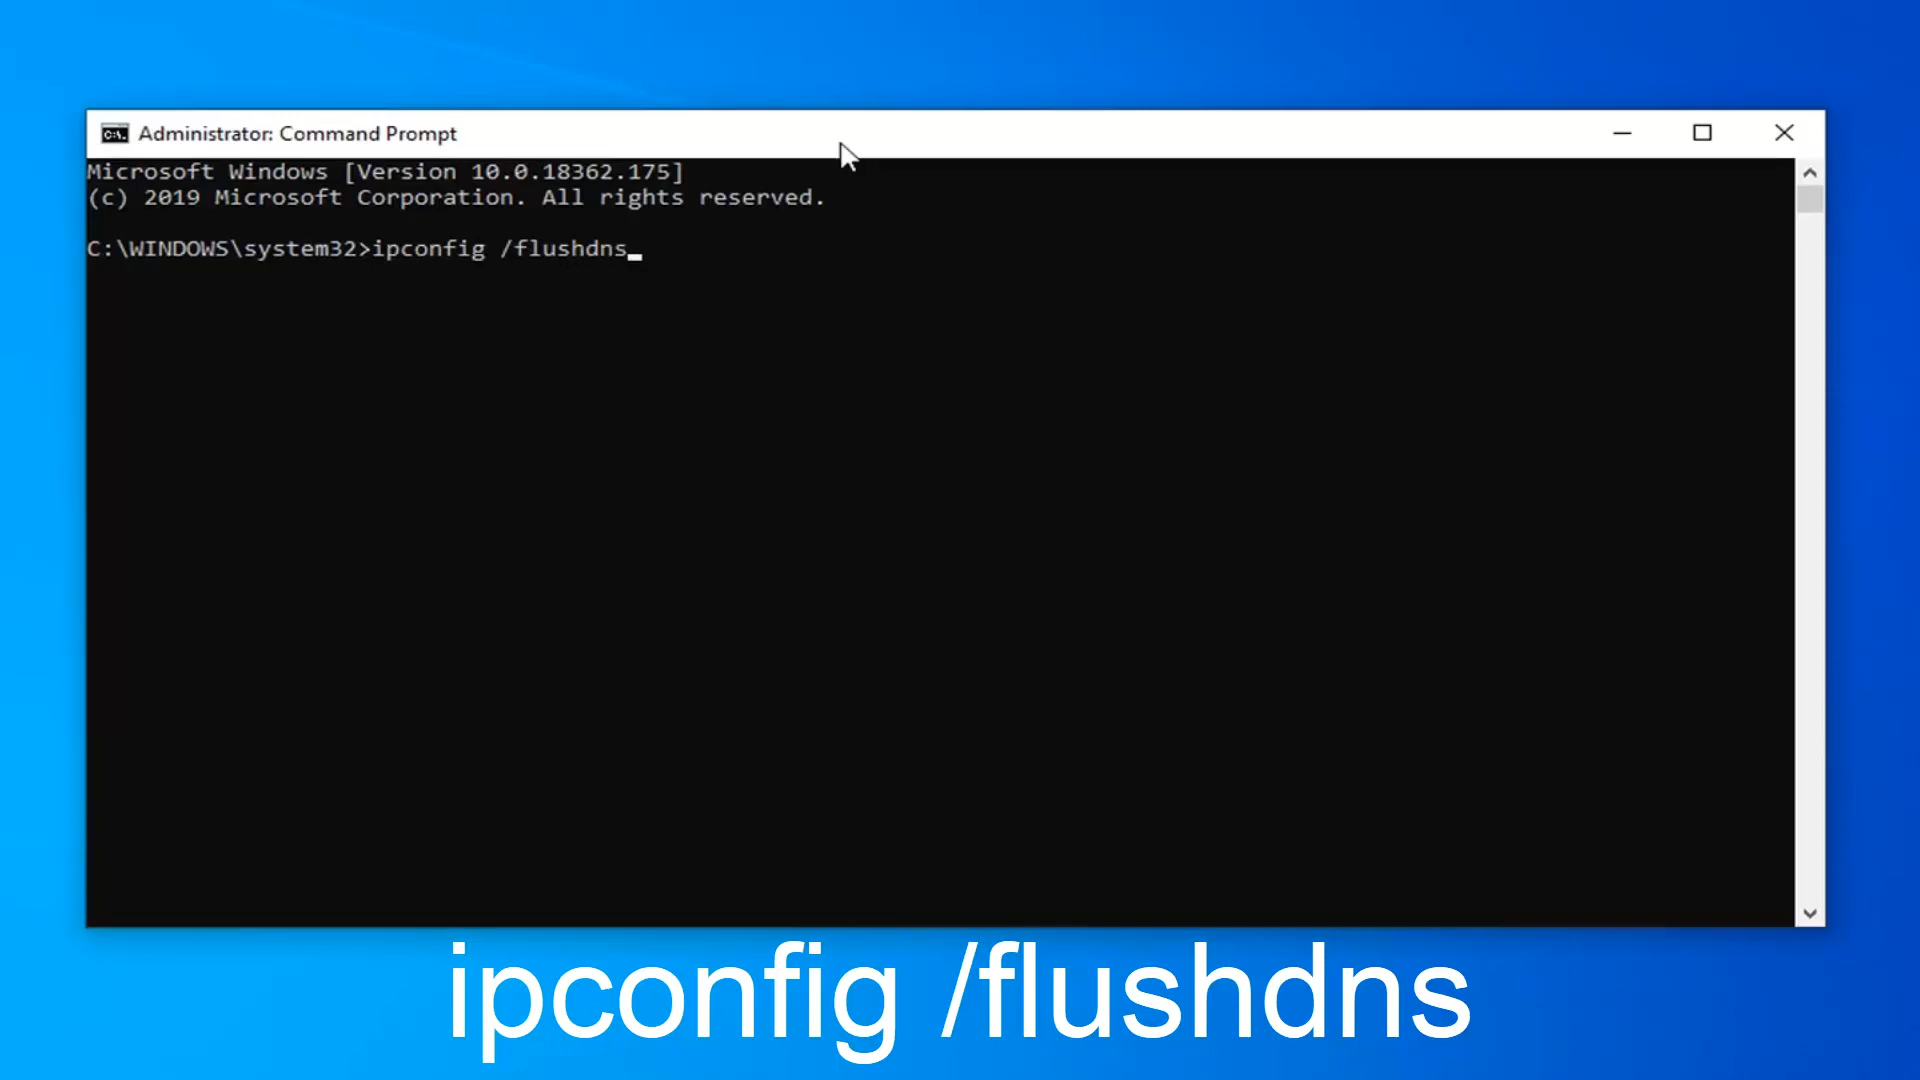 Administrator: Command Prompt
Microsoft Windows [Version 10.0.18362.175]
(c) 2019 Microsoft Corporation. All rights reserved.
C:\WINDOWS\system32>ipconfig /flushdns
ipconfig /flushdns